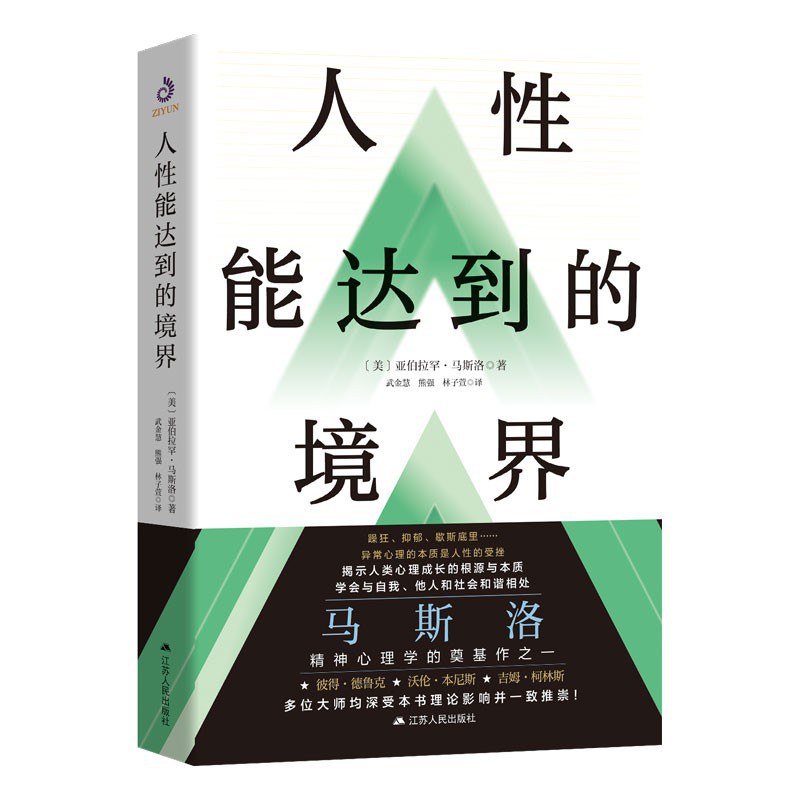 ZIYUN
人性能达到的境界
〔美〕亚伯拉罕·马斯洛◎著
武金慧 熊强 林子萱◎译
江苏人民出版社
人性
能达到的
境界
〔美〕亚伯拉罕·马斯洛◎著
武金慧 熊强 林子萱◎译
躁狂、抑郁、歇斯底里……
异常心理的本质是人性的受挫
揭示人类心理成长的根源与本质
学会与自我、他人和社会和谐相处
马斯洛
精神心理学的奠基作之一
★彼得·德鲁克★沃伦·本尼斯★吉姆·柯林斯
多位大师均深受本书理论影响并一致推崇!
江苏人民出版社